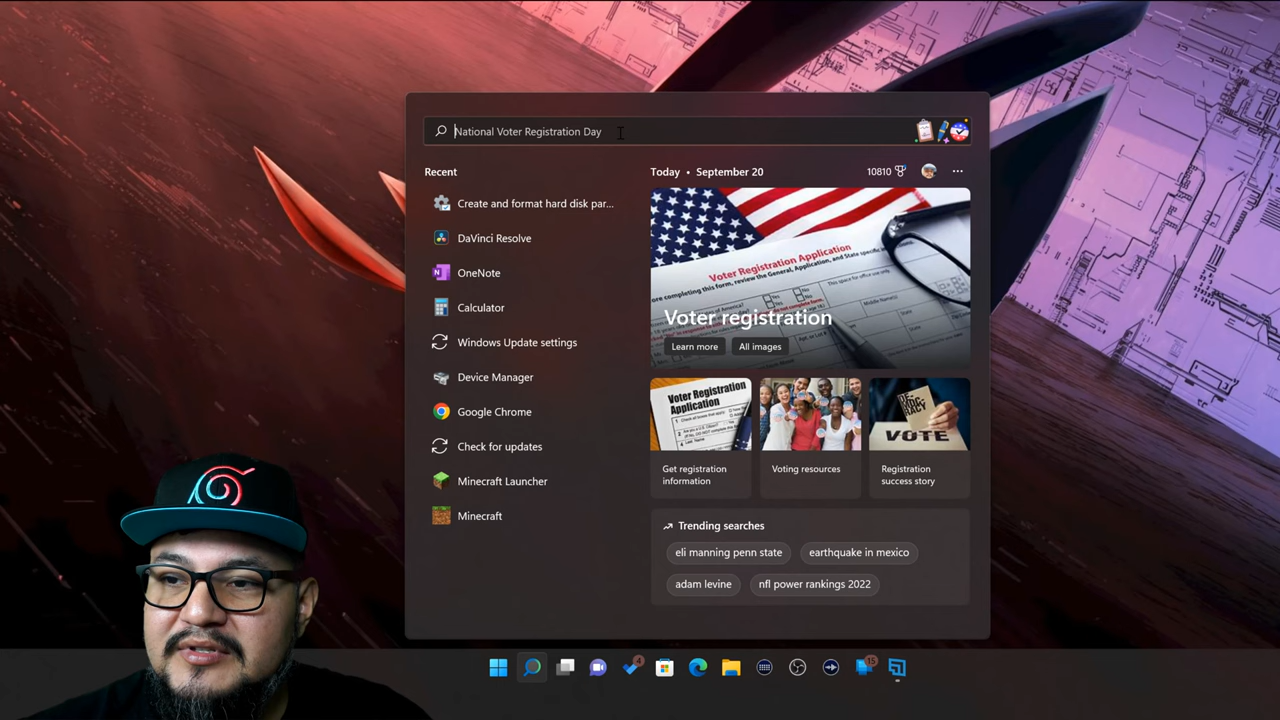 National Voter Registration Day
Recent
Create and format hard disk par...
DaVinci Resolve
OneNote
Calculator
Windows Update settings
Device Manager
Google Chrome
Check for updates
Minecraft Launcher
Minecraft
Today • September 20
10810
Voter Registration Application
Voter registration
Learn more
All images
Voter Registration
Application
VOTE
Get registration
information
Voting resources
Registration
success story
Trending searches
eli manning penn state
earthquake in mexico
adam levine
nfl power rankings 2022
4
15